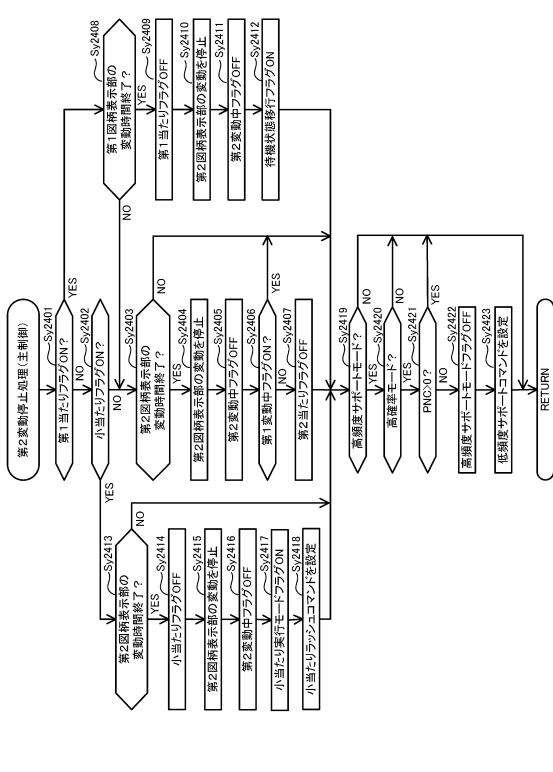 第2変動停止処理(主制御)
Sy2401
第1当たりフラグON?
YES
NO
Sy2402
小当たりフラグON?
YES
NO
Sy2403
第2図柄表示部の
変動時間終了?
NO
YES
Sy2404
第2図柄表示部の変動を停止
Sy2405
第2変動中フラグOFF
Sy2406
第1変動中フラグON?
YES
NO
Sy2407
第2当たりフラグOFF
Sy2408
第1図柄表示部の
変動時間終了?
NO
YES
Sy2409
第1当たりフラグOFF
Sy2410
第2図柄表示部の変動を停止
Sy2411
第2変動中フラグOFF
Sy2412
待機状態移行フラグON
Sy2413
第2図柄表示部の
変動時間終了?
NO
YES
Sy2414
小当たりフラグOFF
Sy2415
第2図柄表示部の変動を停止
Sy2416
第2変動中フラグOFF
Sy2417
小当たり実行モードフラグON
Sy2418
小当たりラッシュコマンドを設定
Sy2419
高頻度サポートモード?
NO
YES
Sy2420
高確率モード?
NO
YES
Sy2421
PNC>0?
YES
NO
Sy2422
高頻度サポートモードフラグOFF
Sy2423
低頻度サポートコマンドを設定
RETURN